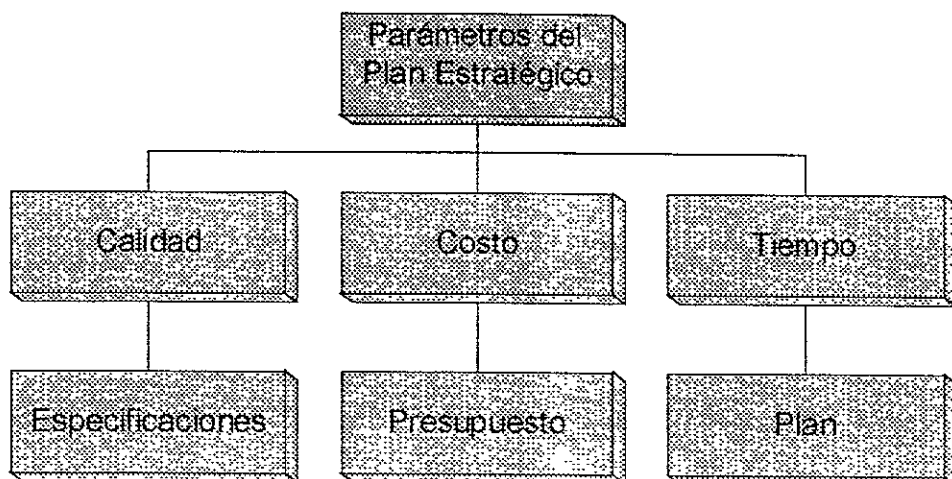 Parámetros del
Plan Estratégico
Calidad
Costo
Tiempo
Especificaciones
Presupuesto
Plan